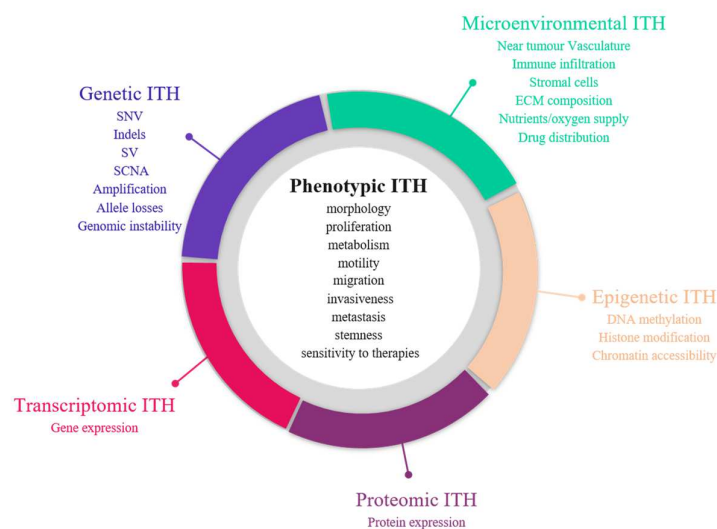 Microenvironmental ITH
Near tumour Vasculature
Immune infiltration
Stromal cells
ECM composition
Nutrients/oxygen supply
Drug distribution
Genetic ITH
SNV
Indels
SV
SCNA
Amplification
Allele losses
Genomic instability
Phenotypic ITH
morphology
proliferation
metabolism
motility
migration
invasiveness
metastasis
stemness
sensitivity to therapies
Epigenetic ITH
DNA methylation
Histone modification
Chromatin accessibility
Transcriptomic ITH
Gene expression
Proteomic ITH
Protein expression